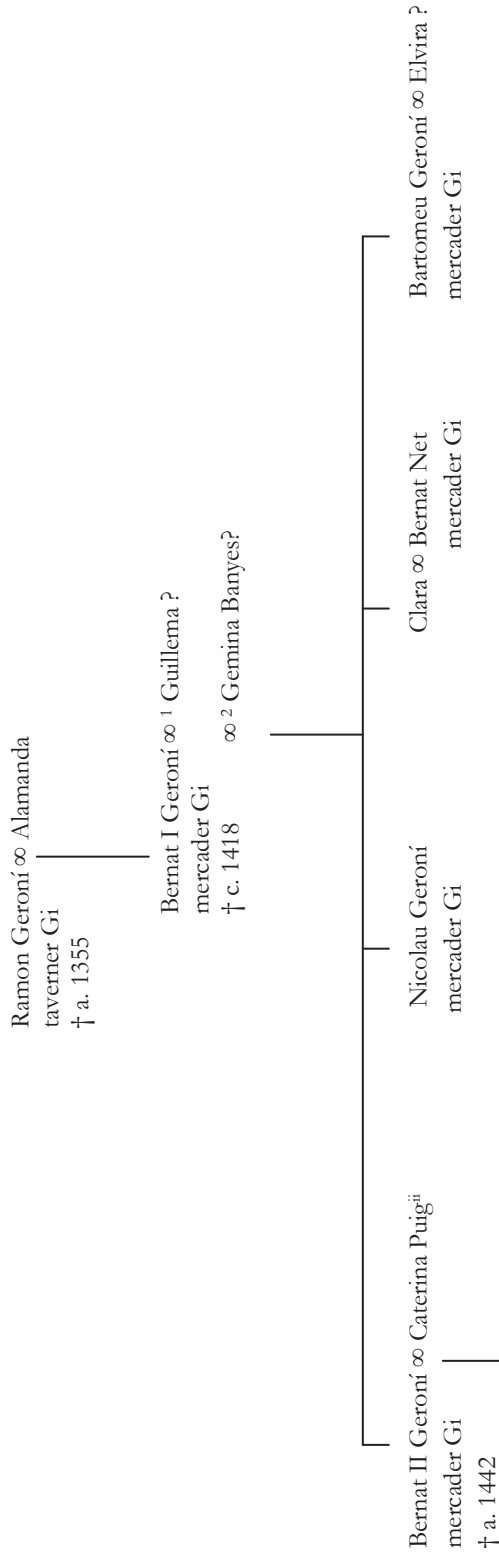 Ramon Geroní ∞ Alamanda
taverner Gi
† a. 1355
Bernat I Geroní ∞ ¹ Guillema ?
mercader Gi
† c. 1418 ∞ ² Gemina Banyes?
Bernat II Geroní ∞ Caterina Puigⁱⁱ
mercader Gi
† a. 1442
Nicolau Geroní
mercader Gi
Clara ∞ Bernat Net
mercader Gi
Bartomeu Geroní ∞ Elvira ?
mercader Gi